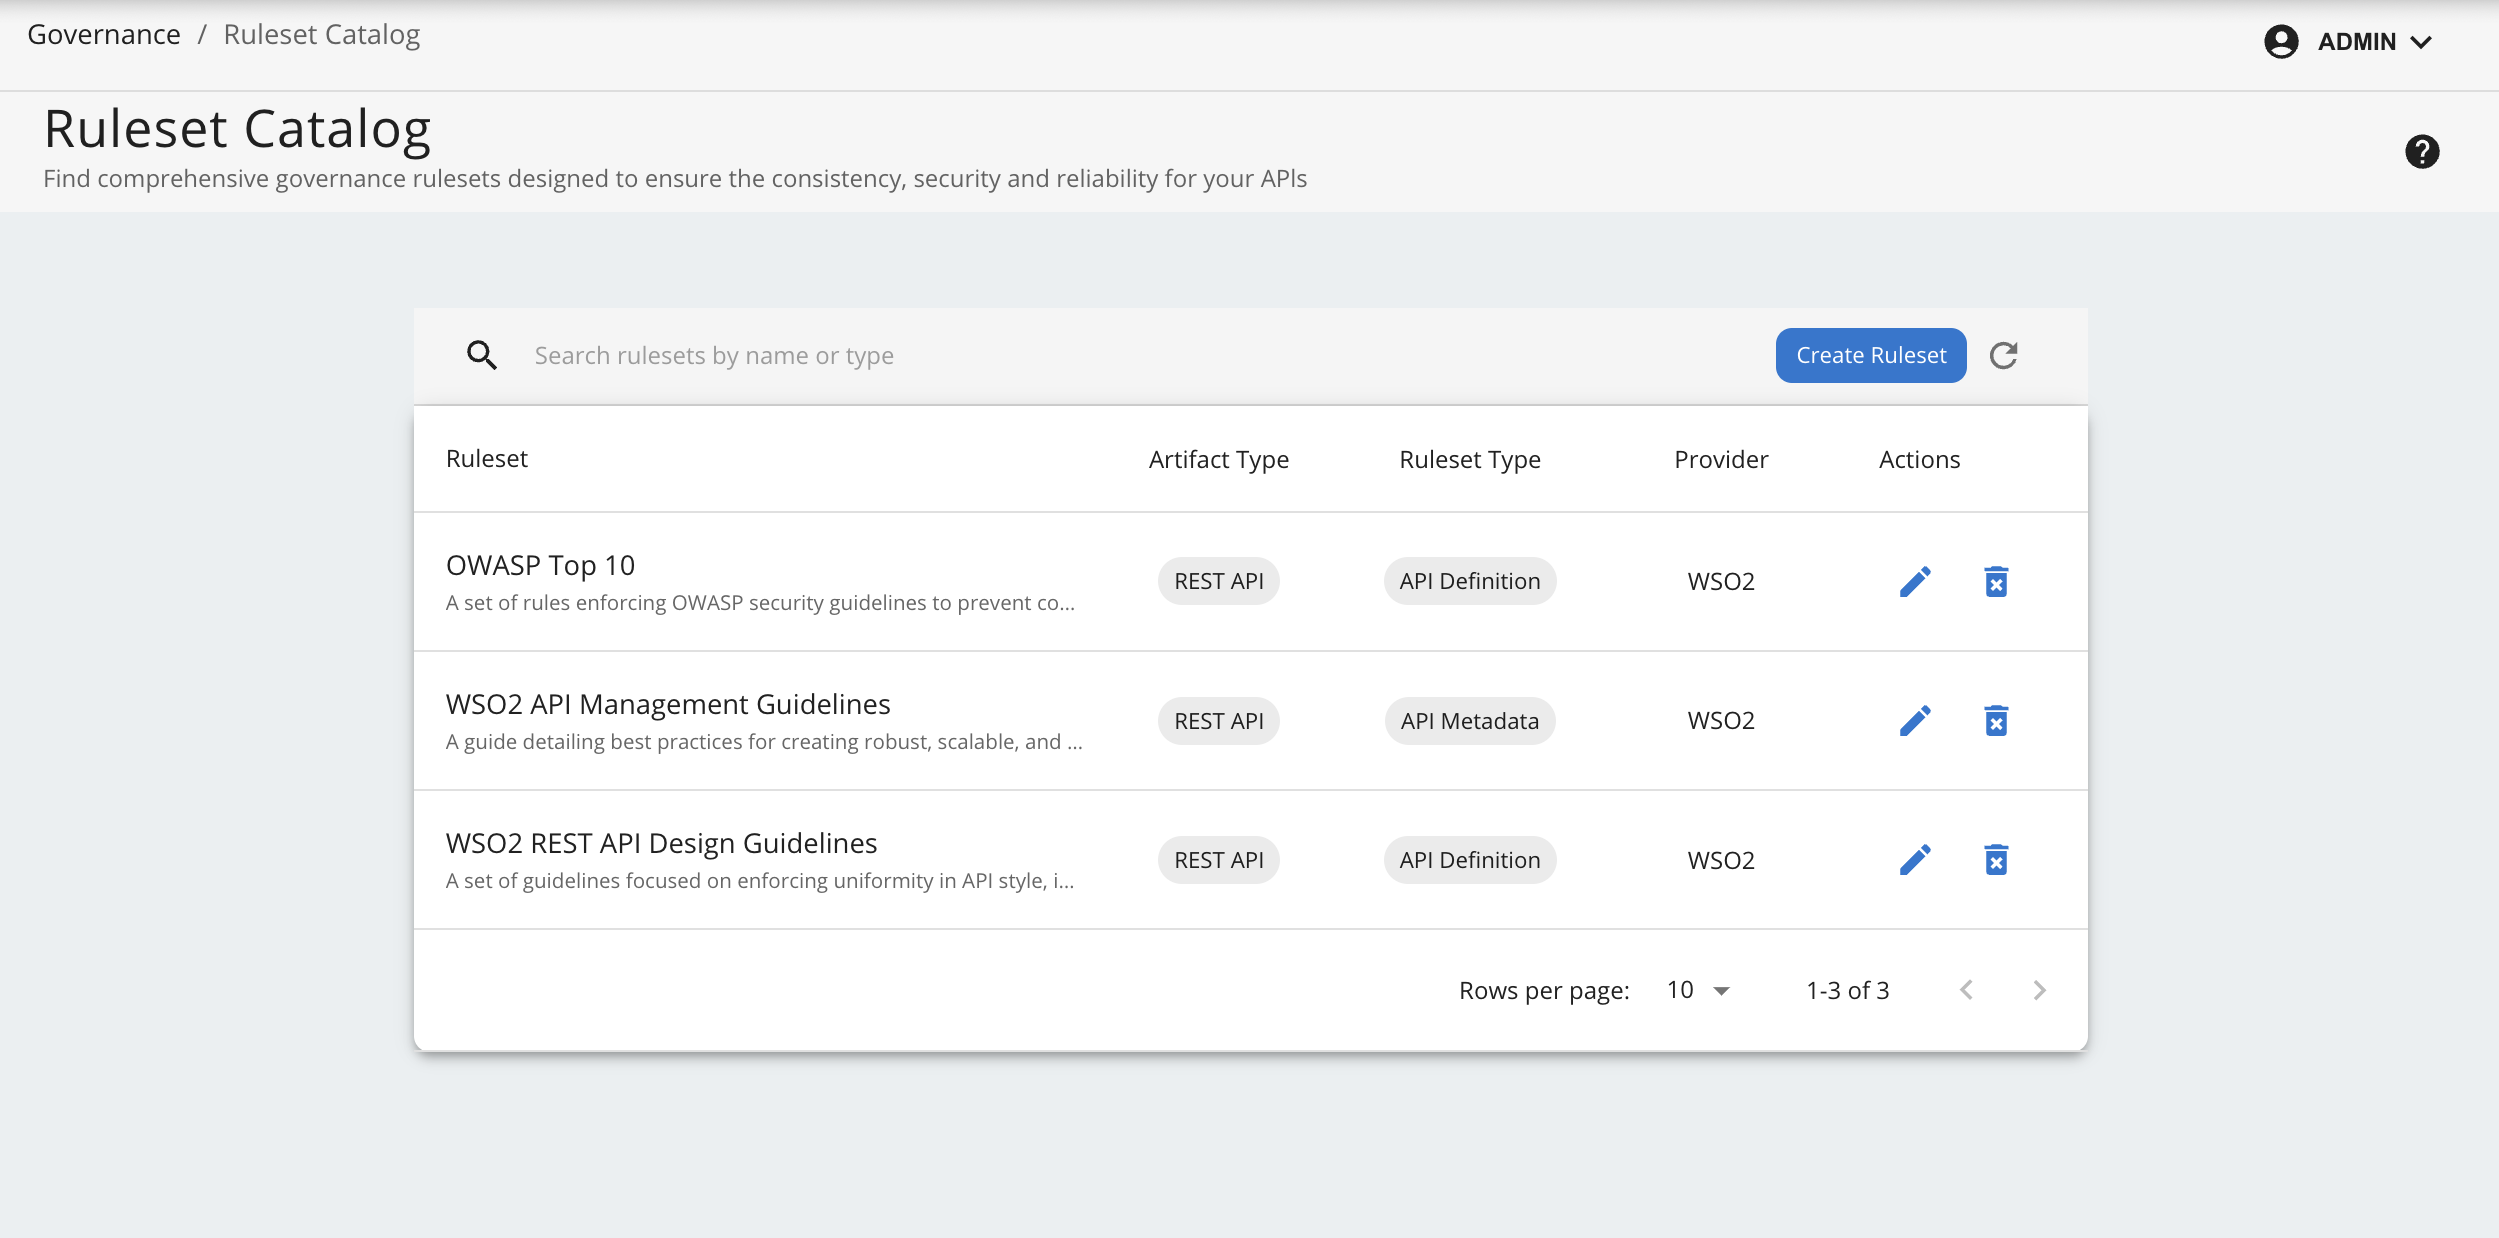 Governance / Ruleset Catalog
ADMIN
Ruleset Catalog
Find comprehensive governance rulesets designed to ensure the consistency, security and reliability for your APIs
Search rulesets by name or type
Create Ruleset
Ruleset Artifact Type Ruleset Type Provider Actions
OWASP Top 10
A set of rules enforcing OWASP security guidelines to prevent co...
REST API API Definition WSO2
WSO2 API Management Guidelines
A guide detailing best practices for creating robust, scalable, and ...
REST API API Metadata WSO2
WSO2 REST API Design Guidelines
A set of guidelines focused on enforcing uniformity in API style, i...
REST API API Definition WSO2
Rows per page: 10 1-3 of 3